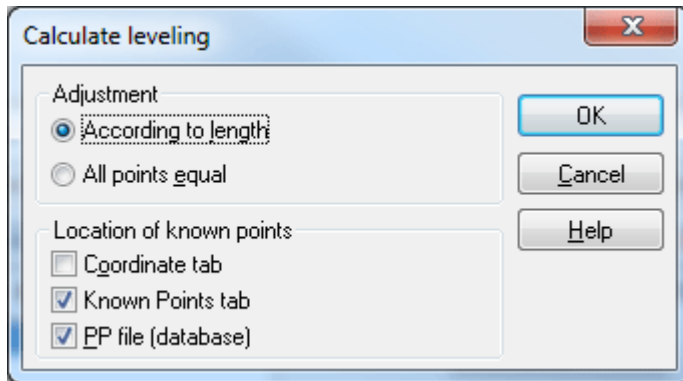 Calculate leveling
Adjustment
According to length
All points equal
Location of known points
Coordinate tab
Known Points tab
PP file (database)
OK
Cancel
Help